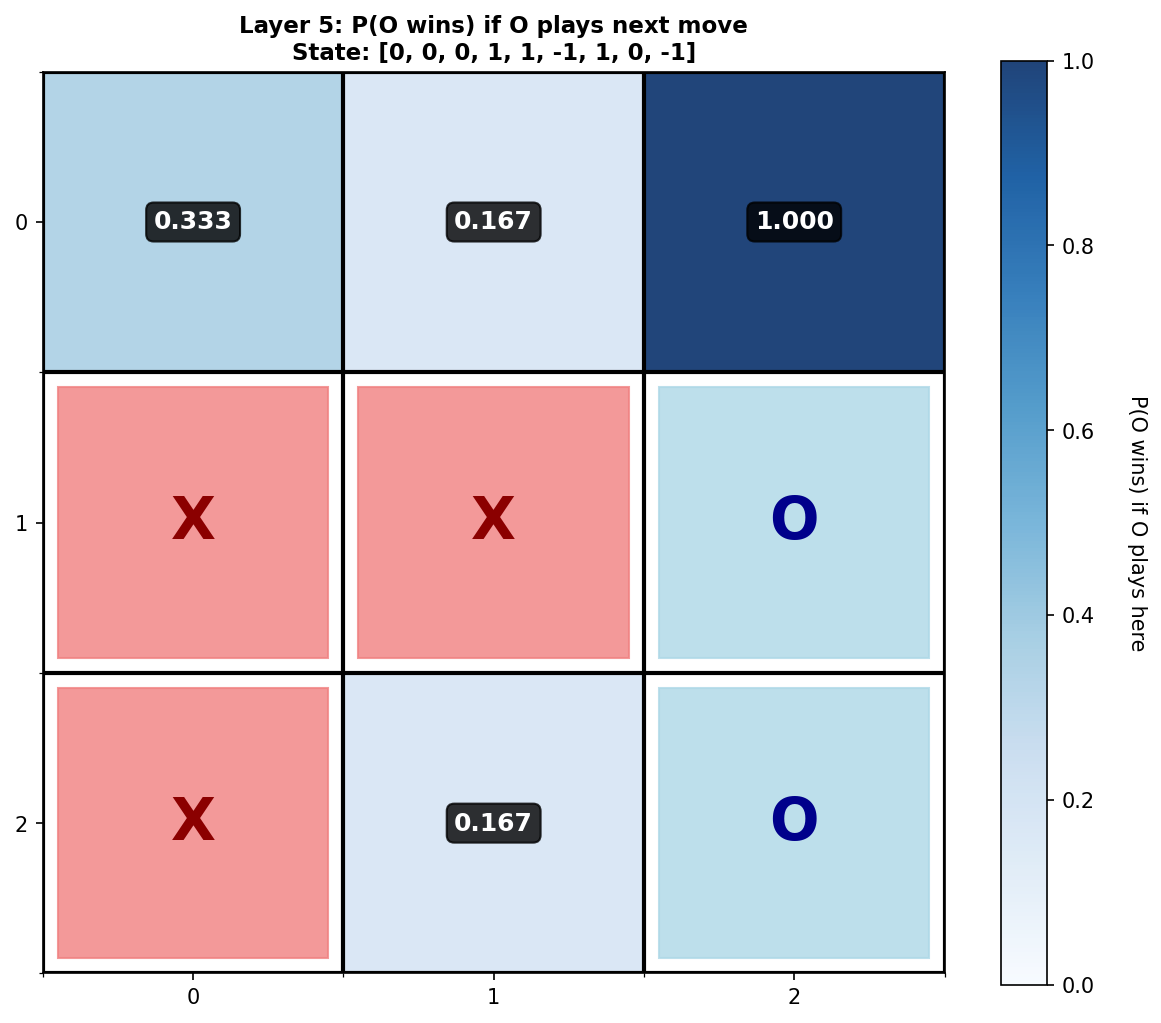 Layer 5: P(O wins) if O plays next move
State: [0, 0, 0, 1, 1, -1, 1, 0, -1]
0.333 0.167 1.000
X X O
X 0.167 O
0
1
2
0 1 2
1.0
0.8
0.6
0.4
0.2
0.0
P(O wins) if O plays here